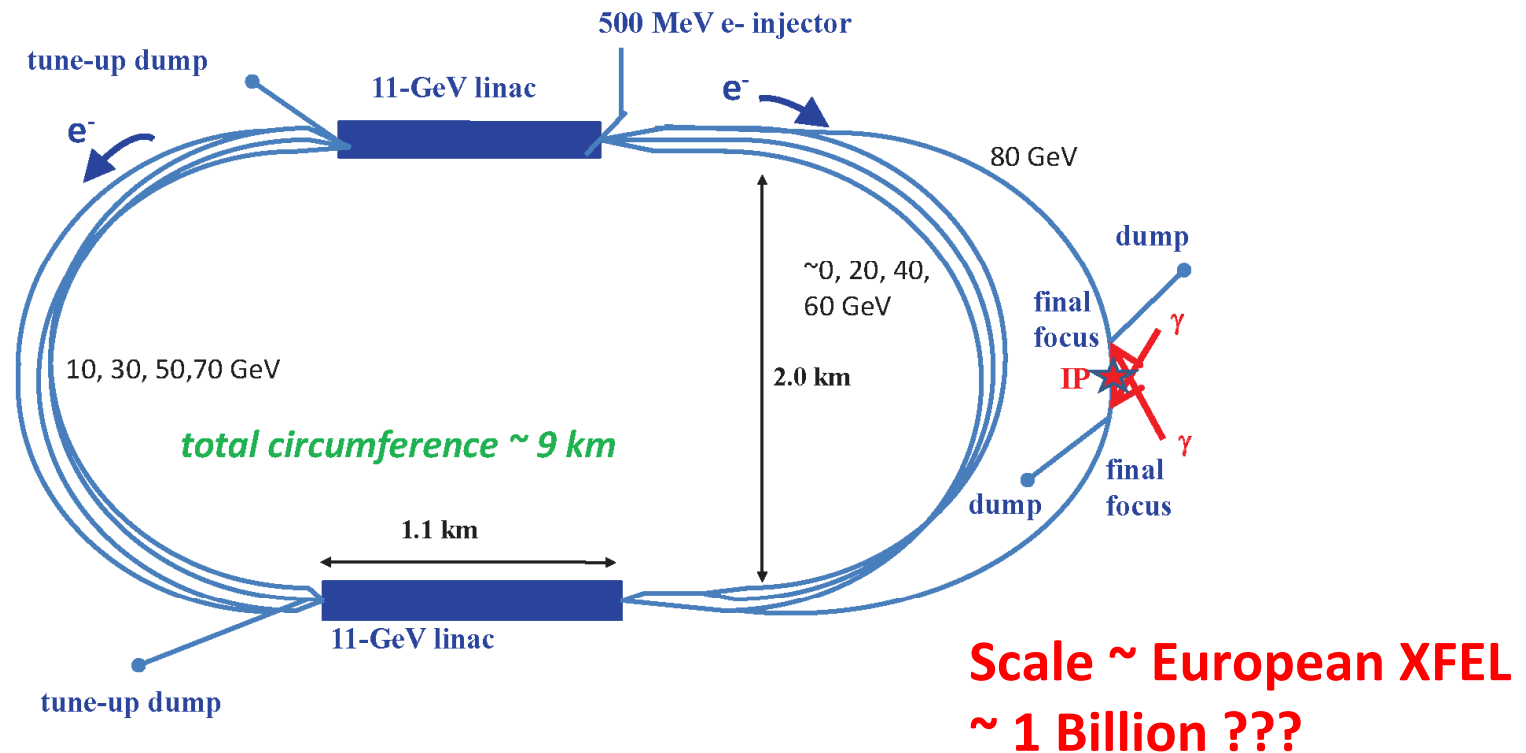 500 MeV e- injector
tune-up dump
11-GeV linac
e-
e-
80 GeV
dump
~0, 20, 40,
60 GeV
final
focus
γ
10, 30, 50,70 GeV
2.0 km
IP
total circumference ~ 9 km
γ
final
focus
dump
1.1 km
11-GeV linac
tune-up dump
Scale ~ European XFEL
~ 1 Billion ???